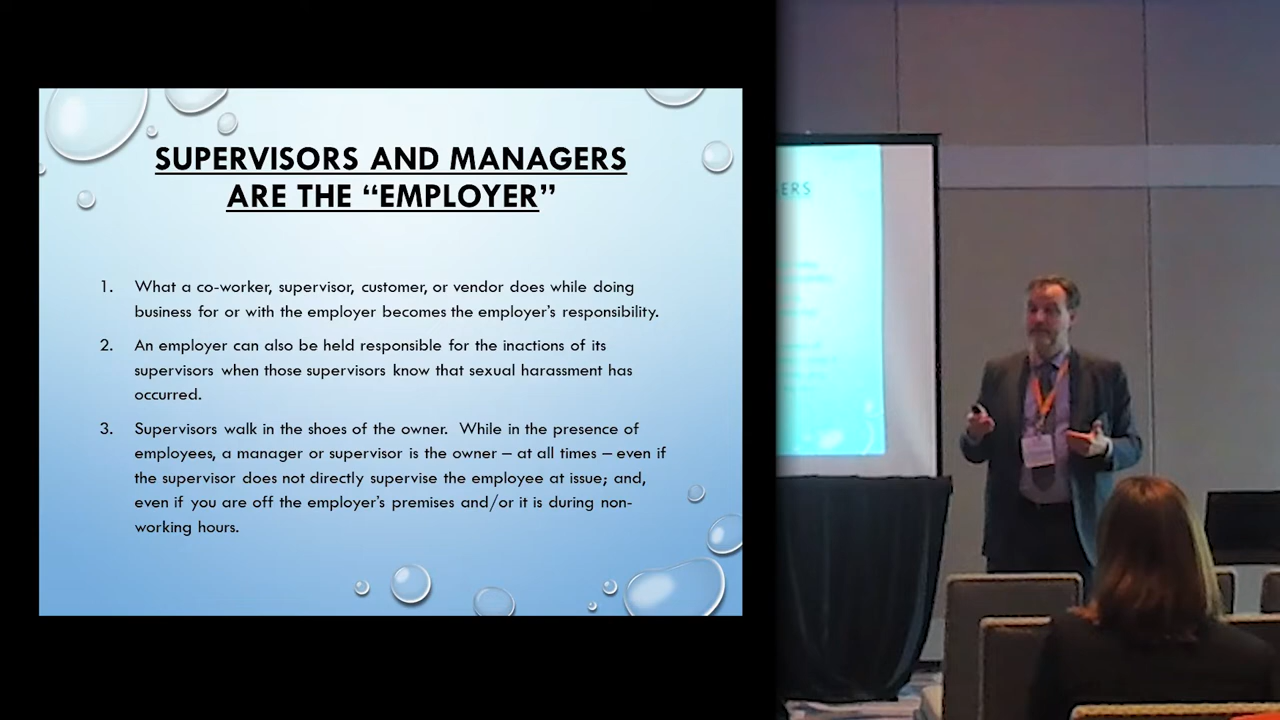 SUPERVISORS AND MANAGERS
ARE THE “EMPLOYER”
1. What a co-worker, supervisor, customer, or vendor does while doing
business for or with the employer becomes the employer’s responsibility.
2. An employer can also be held responsible for the inactions of its
supervisors when those supervisors know that sexual harassment has
occurred.
3. Supervisors walk in the shoes of the owner.  While in the presence of
employees, a manager or supervisor is the owner – at all times – even if
the supervisor does not directly supervise the employee at issue; and,
even if you are off the employer’s premises and/or it is during non-
working hours.